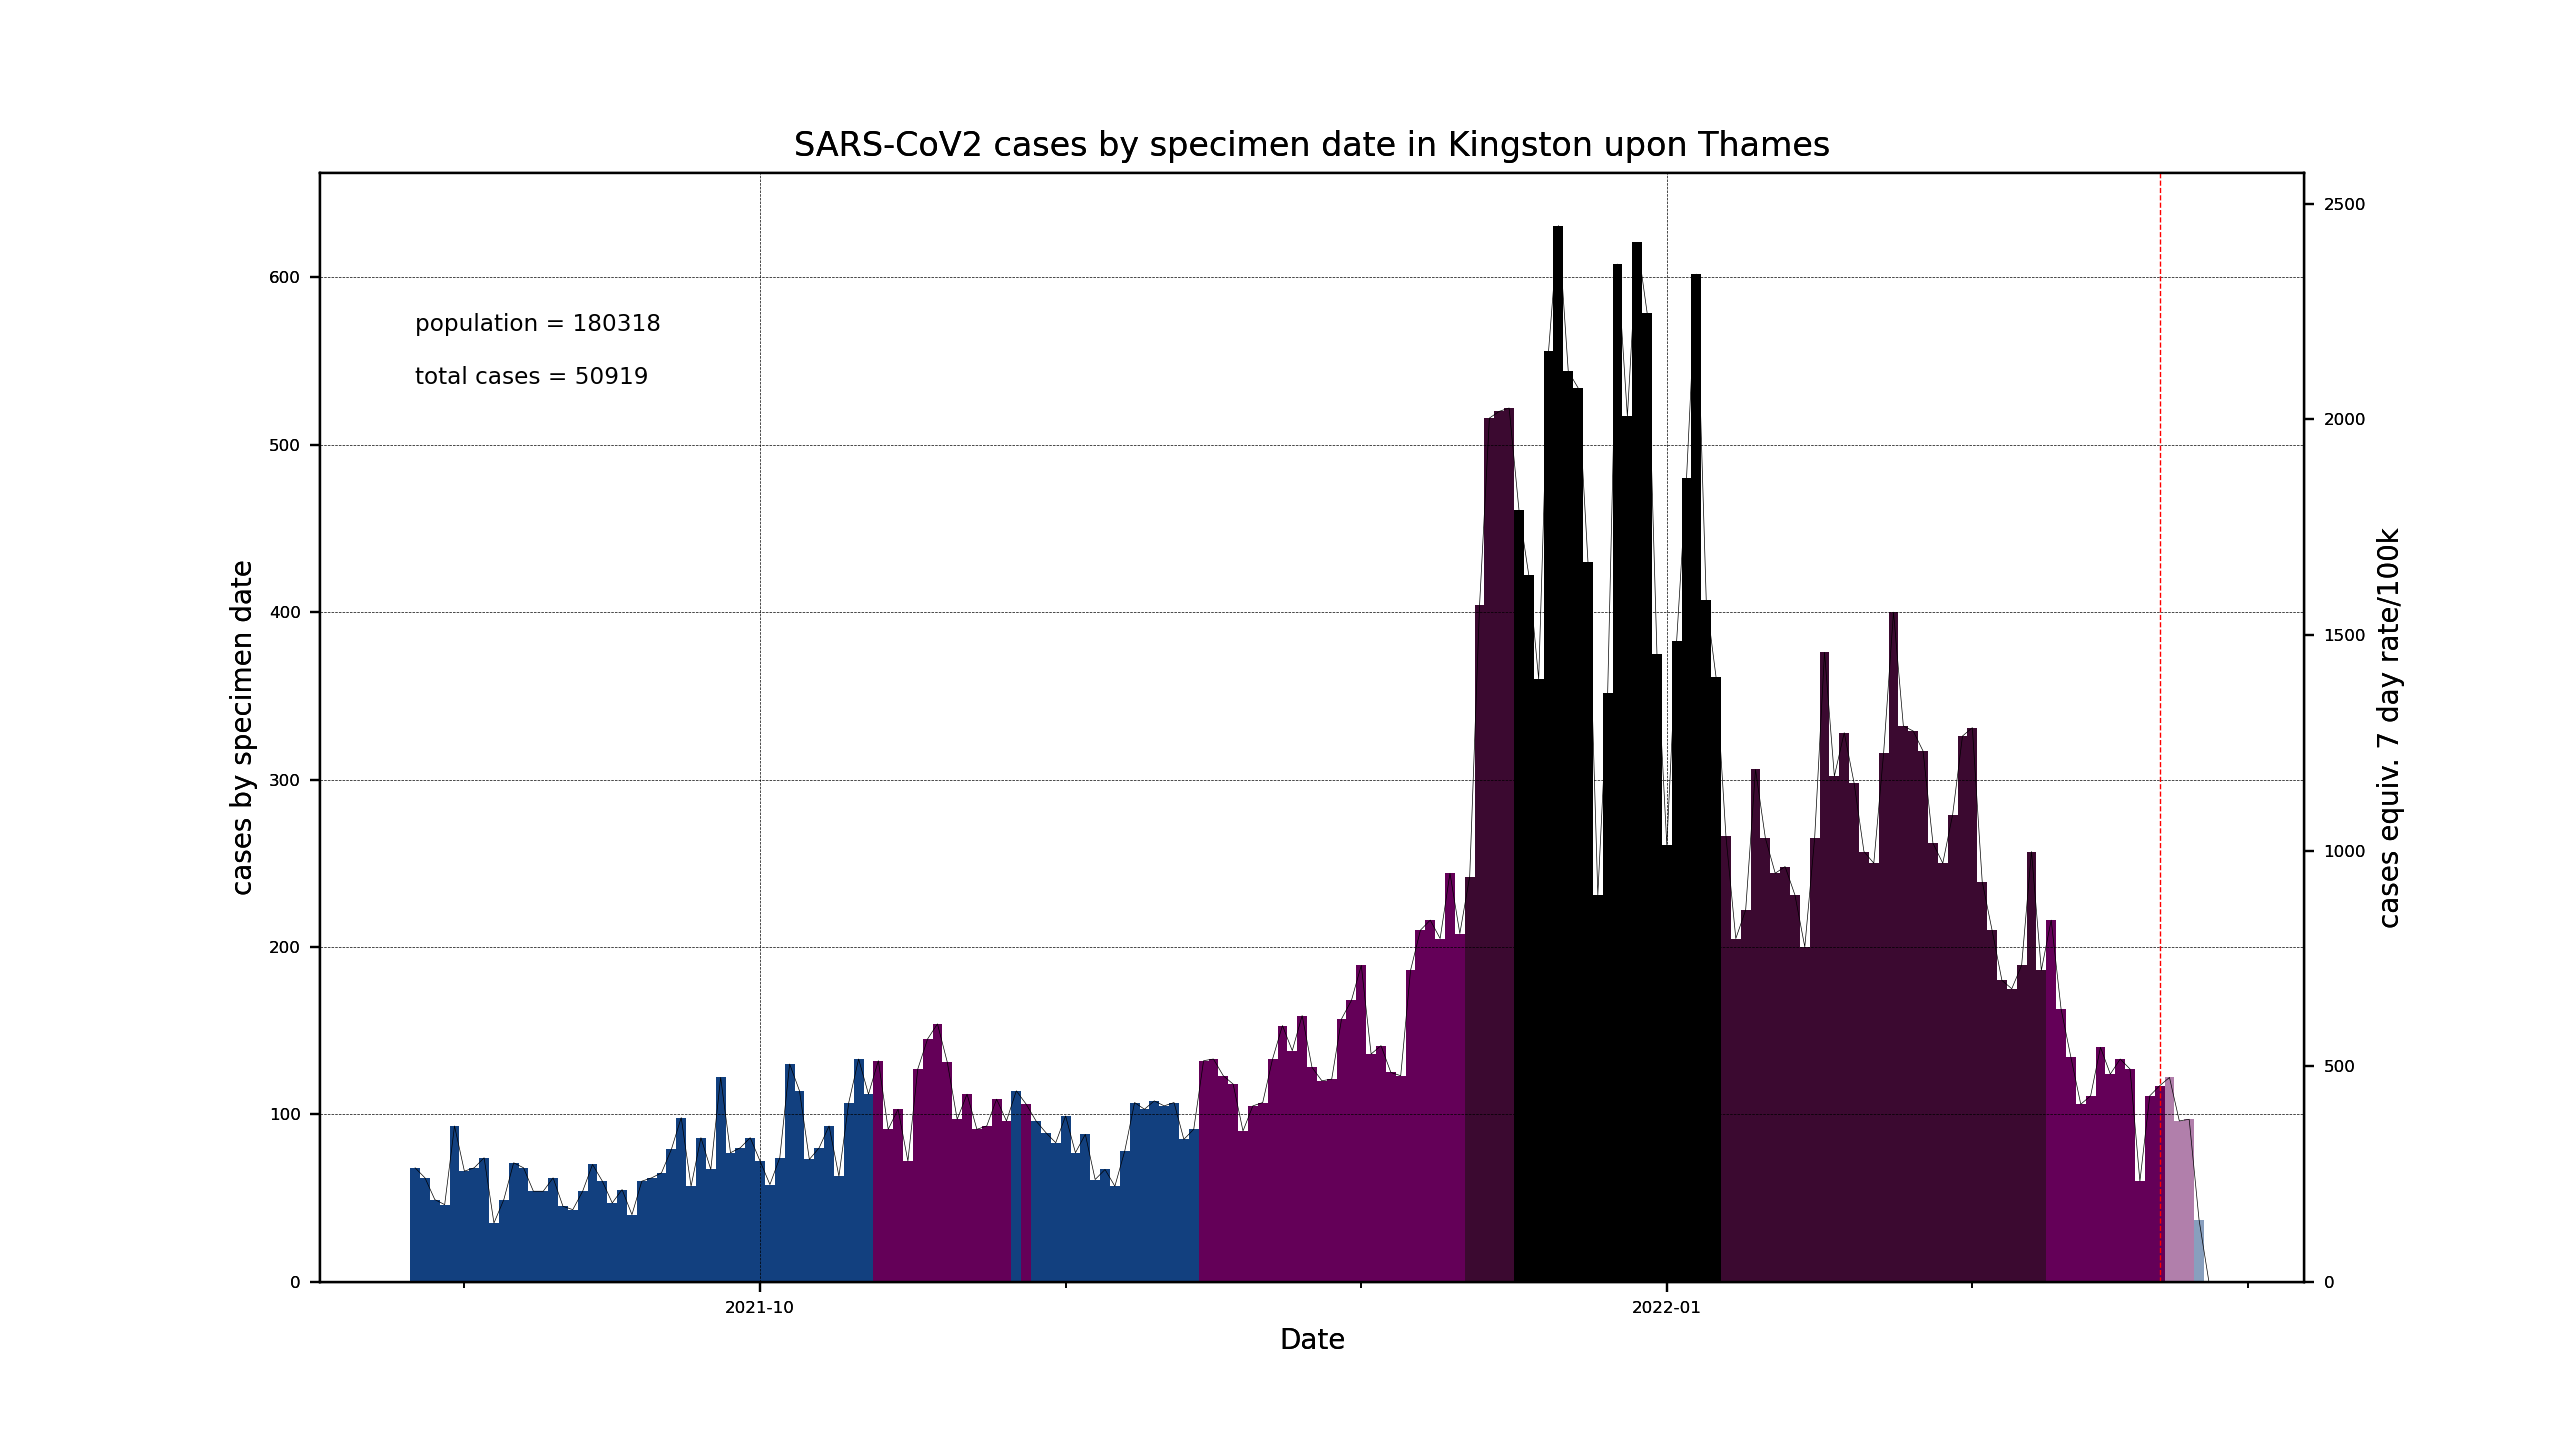 SARS-CoV2 cases by specimen date in Kingston upon Thames
population = 180318
total cases = 50919
cases by specimen date
600
500
400
300
200
100
0
2500
2000
1500
1000
500
0
cases equiv. 7 day rate/100k
2021-10
2022-01
Date